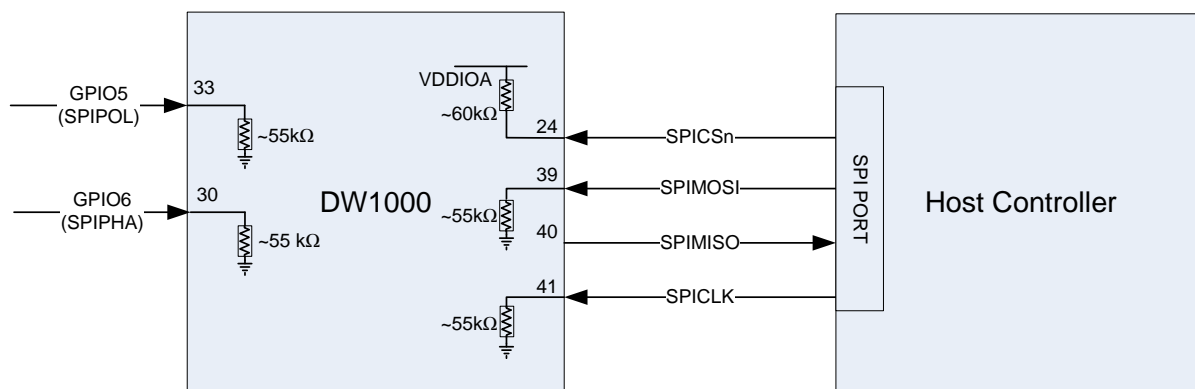 GPIO5
(SPIPOL)
33
~55kΩ
GPIO6
(SPIPHA)
30
~55 kΩ
DW1000
VDDIOA
~60kΩ
24
SPICSn
39
SPIMOSI
~55kΩ
40
SPIMISO
41
SPICLK
~55kΩ
SPI PORT
Host Controller